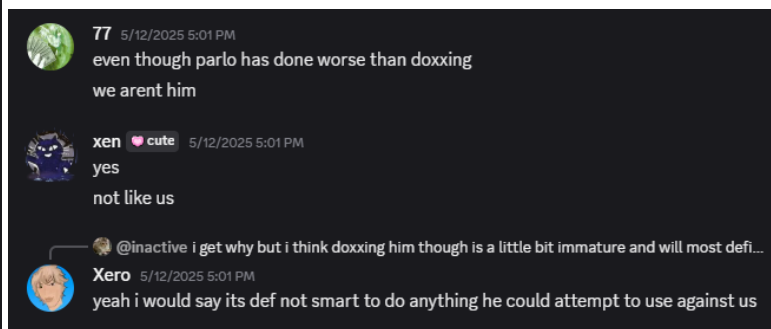 77 5/12/2025 5:01 PM
even though parlo has done worse than doxxing
we arent him
xen cute 5/12/2025 5:01 PM
yes
not like us
@inactive i get why but i think doxxing him though is a little bit immature and will most defi...
Xero 5/12/2025 5:01 PM
yeah i would say its def not smart to do anything he could attempt to use against us